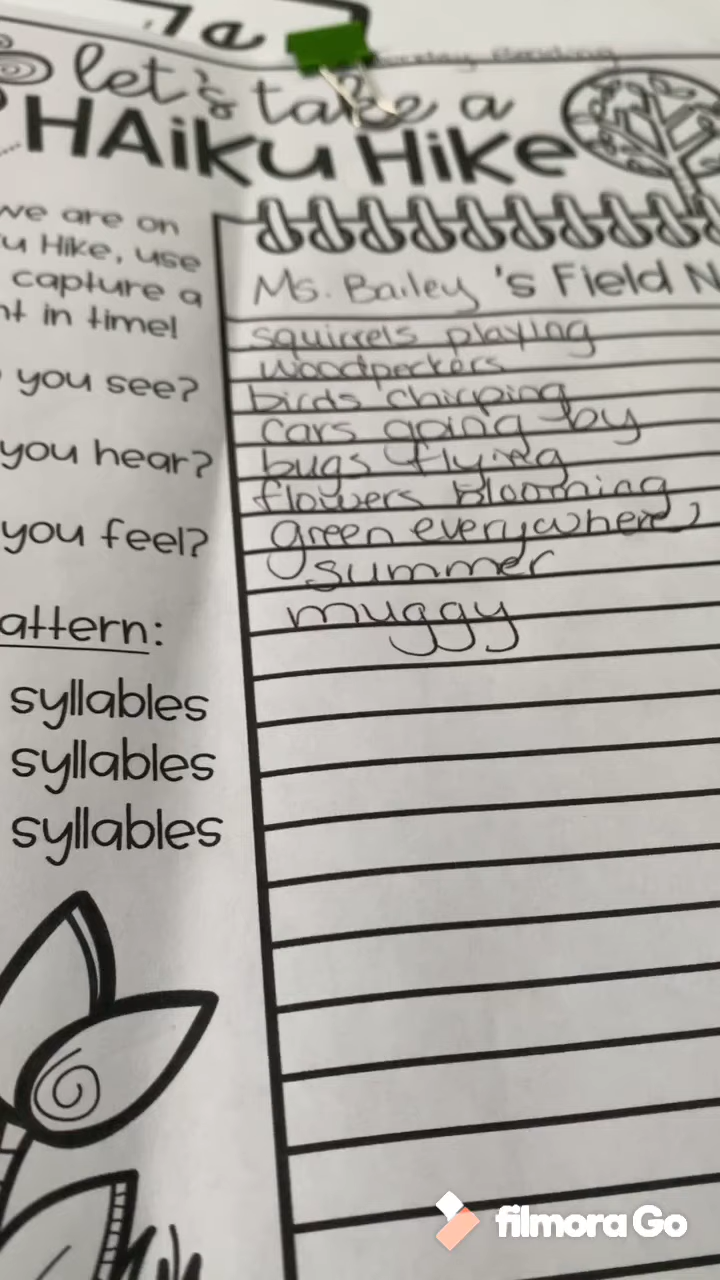 let's take a
HAiku Hike
we are on
u Hike, use
capture a
nt in time!
you see?
you hear?
you feel?
attern:
syllables
syllables
syllables
Ms. Bailey 's Field N
squirrels playing
woodpeckers
birds chirping
cars going by
bugs flying
flowers blooming
green everywhere,
summer
muggy
filmora Go